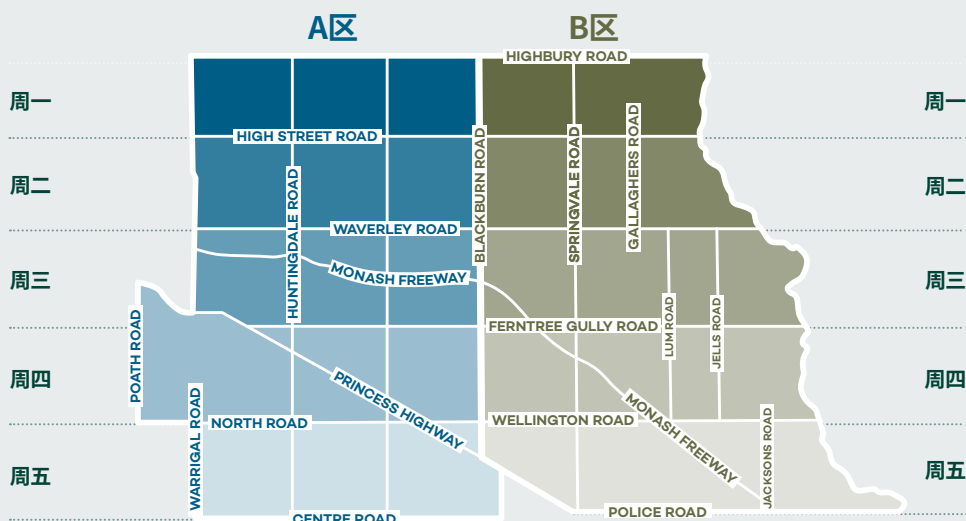 A区
B区
HIGHBURY ROAD
周一
周一
HIGH STREET ROAD
BLACKBURN ROAD
SPRINGVALE ROAD
GALLAGHERS ROAD
周二
周二
HUNTINGDALE ROAD
WAVERLEY ROAD
周三
MONASH FREEWAY
周三
POATH ROAD
FERNTREE GULLY ROAD
LUM ROAD
JELLS ROAD
周四
PRINCESS HIGHWAY
周四
WARRIGAL ROAD
NORTH ROAD
WELLINGTON ROAD
MONASH FREEWAY
JACKSONS ROAD
周五
周五
CENTRE ROAD
POLICE ROAD